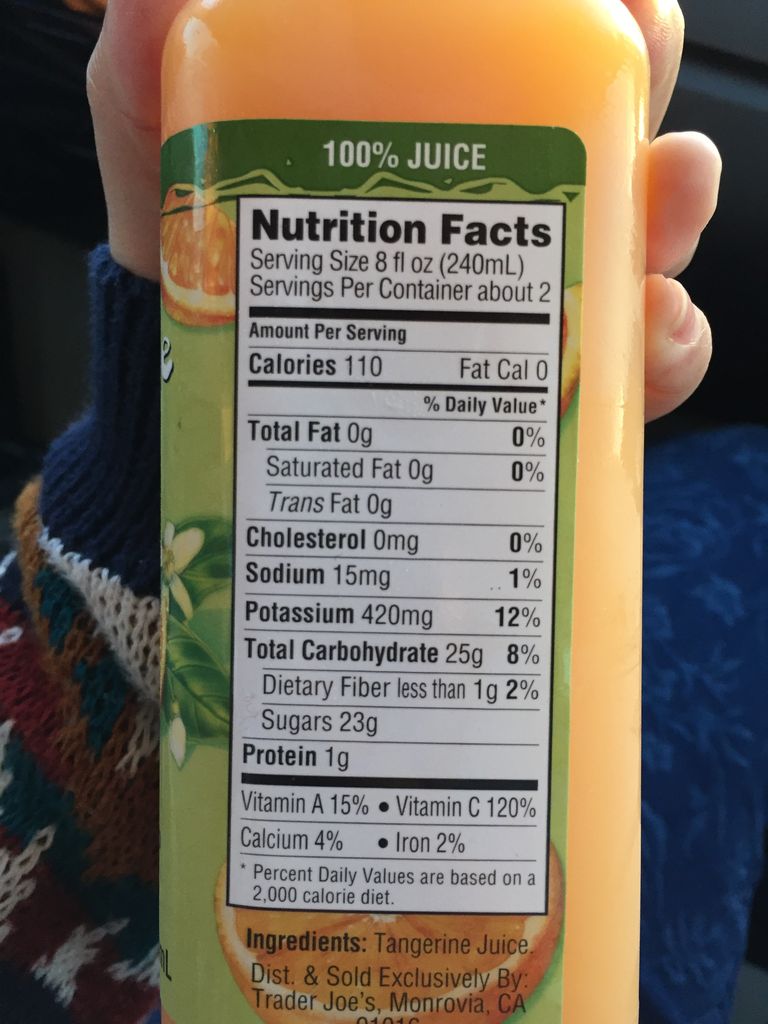 100% JUICE
Nutrition Facts
Serving Size 8 fl oz (240mL)
Servings Per Container about 2
Amount Per Serving
Calories 110 Fat Cal 0
% Daily Value*
Total Fat 0g 0%
Saturated Fat 0g 0%
Trans Fat 0g
Cholesterol 0mg 0%
Sodium 15mg 1%
Potassium 420mg 12%
Total Carbohydrate 25g 8%
Dietary Fiber less than 1g 2%
Sugars 23g
Protein 1g
Vitamin A 15% • Vitamin C 120%
Calcium 4% • Iron 2%
* Percent Daily Values are based on a
2,000 calorie diet.
Ingredients: Tangerine Juice.
Dist. & Sold Exclusively By:
Trader Joe's, Monrovia, CA
91016